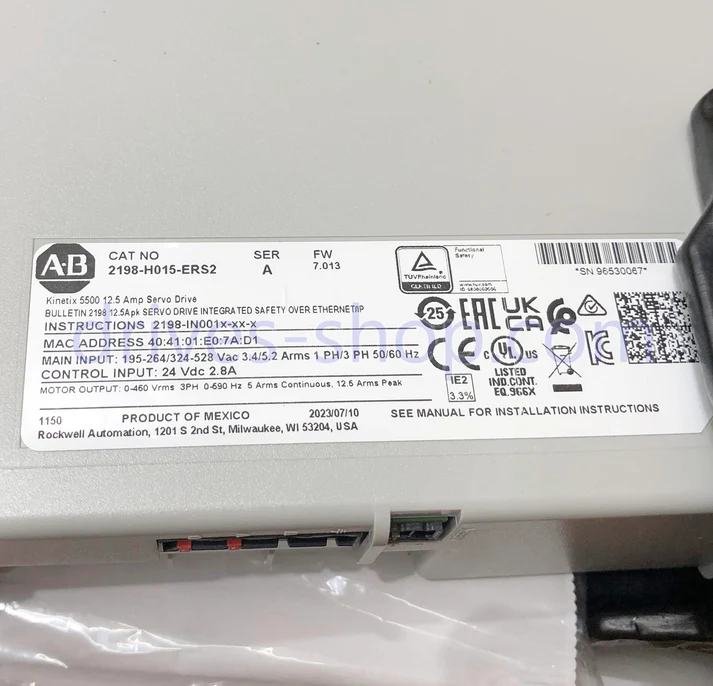 A-B
CAT NO SER FW
2198-H015-ERS2 A 7.013
Kinetix 5500 12.5 Amp Servo Drive
BULLETIN 2198 12.5Apk SERVO DRIVE INTEGRATED SAFETY OVER ETHERNET/IP
INSTRUCTIONS 2198-IN001x-xx-x
MAC ADDRESS 40:41:01:E0:7A:D1
MAIN INPUT: 195-264/324-528 Vac 3.4/5.2 Arms 1 PH/3 PH 50/60 Hz
CONTROL INPUT: 24 Vdc 2.8A
MOTOR OUTPUT: 0-460 Vrms 3PH 0-590 Hz 5 Arms Continuous, 12.5 Arms Peak
1150 PRODUCT OF MEXICO 2023/07/10
Rockwell Automation, 1201 S 2nd St, Milwaukee, WI 53204, USA
TÜVRheinland
CERTIFIED
Functional
Safety
www.tuv.com
*SN 96530067*
25 EAC UK CA
CE c UL US
LISTED
IND.CONT.
EQ.966X
IE2
3.3%
SEE MANUAL FOR INSTALLATION INSTRUCTIONS
drives-shop.com